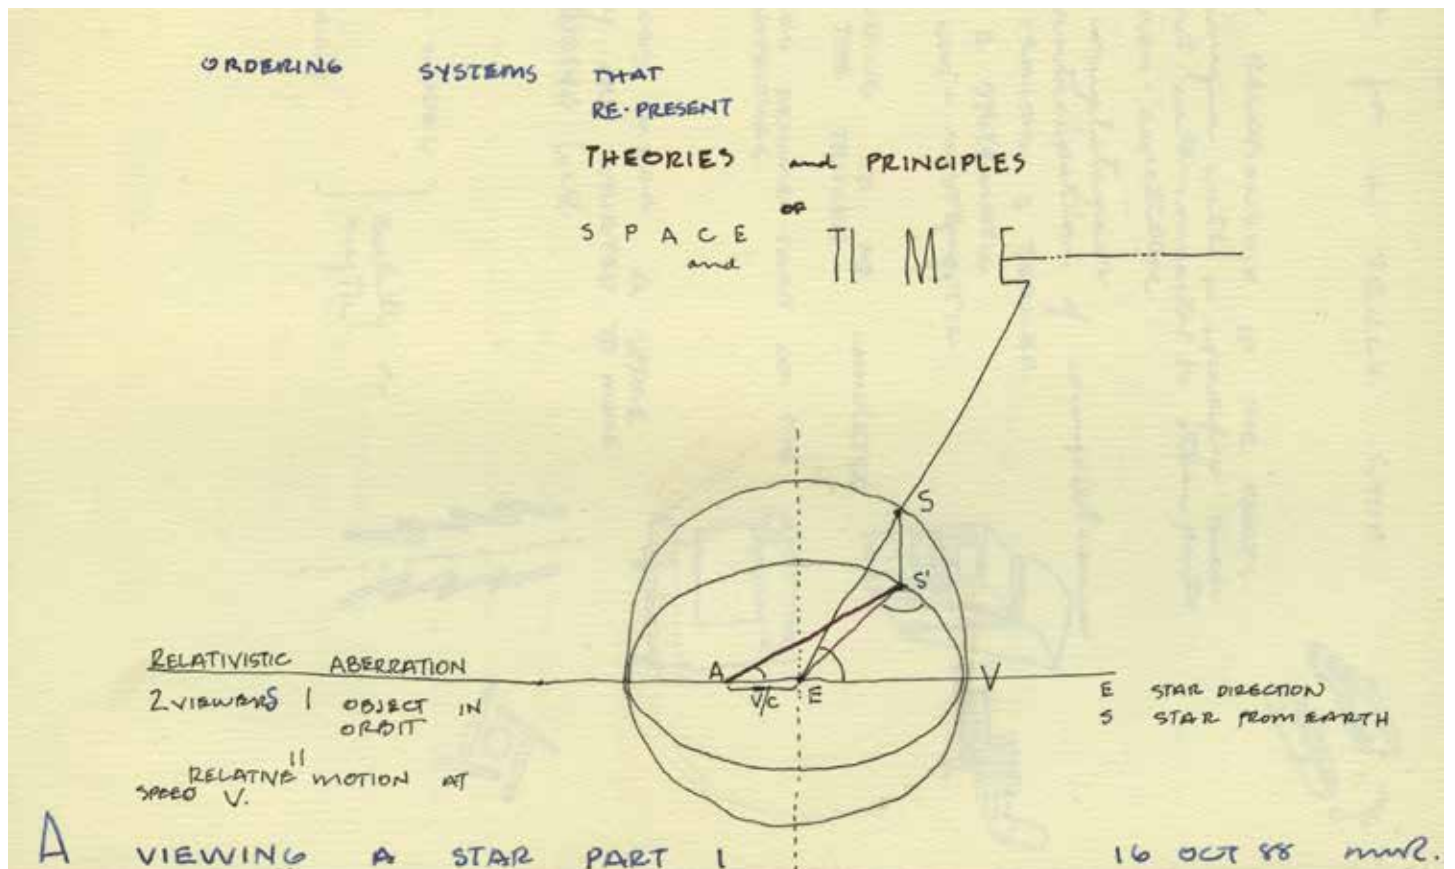 ORDERING SYSTEMS THAT
RE-PRESENT
THEORIES and PRINCIPLES
OF
SPACE
and TIME
S
S'
A
V/C
E
V
RELATIVISTIC ABERRATION
2 VIEWERS 1 OBJECT IN
ORBIT
RELATIVE " MOTION AT
SPEED V.
E STAR DIRECTION
S STAR FROM EARTH
A VIEWING A STAR PART 1
16 OCT 88